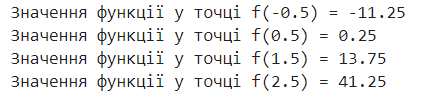 Значення функції у точці f(-0.5) = -11.25
Значення функції у точці f(0.5) = 0.25
Значення функції у точці f(1.5) = 13.75
Значення функції у точці f(2.5) = 41.25